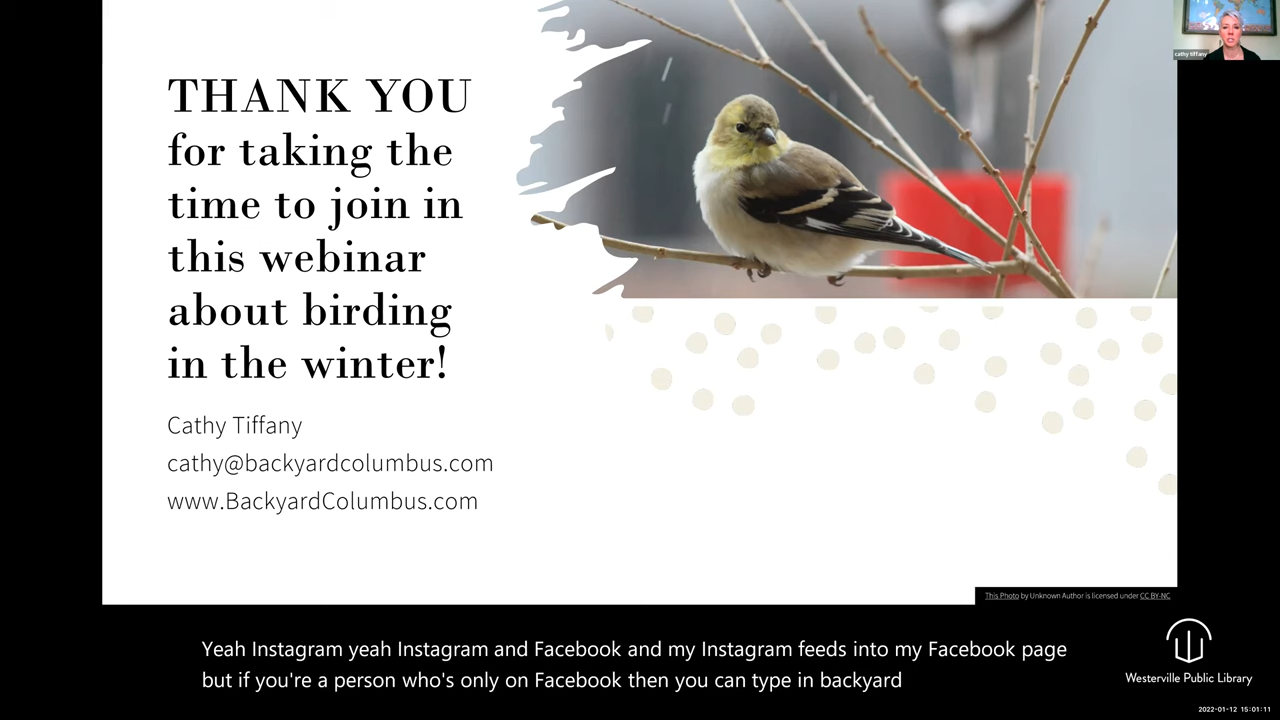 THANK YOU
for taking the
time to join in
this webinar
about birding
in the winter!
Cathy Tiffany
cathy@backyardcolumbus.com
www.BackyardColumbus.com
cathy tiffany
This Photo by Unknown Author is licensed under CC BY-NC
Yeah Instagram yeah Instagram and Facebook and my Instagram feeds into my Facebook page
but if you're a person who's only on Facebook then you can type in backyard
Westerville Public Library
2022-01-12 15:01:11